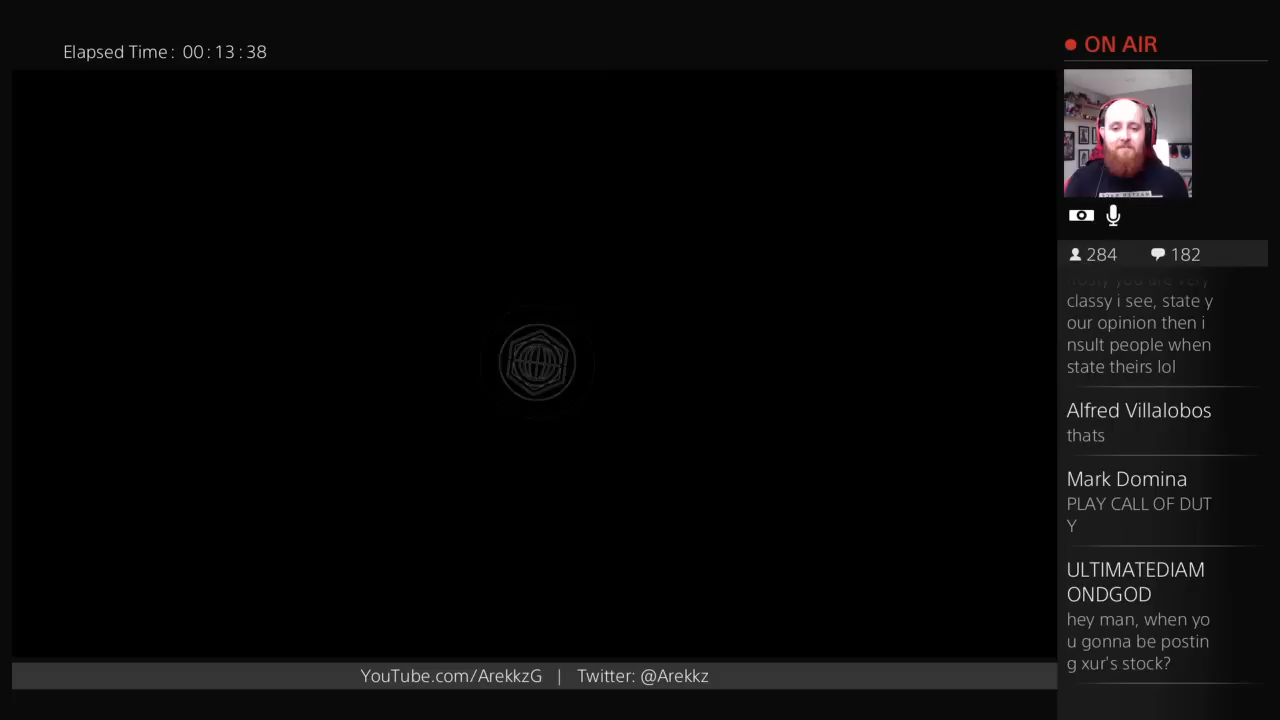 Elapsed Time: 00:13:38
ON AIR
284 182
classy i see, state y
our opinion then i
nsult people when
state theirs lol
Alfred Villalobos
thats
Mark Domina
PLAY CALL OF DUT
Y
ULTIMATEDIAM
ONDGOD
hey man, when yo
u gonna be postin
g xur's stock?
YouTube.com/ArekkzG | Twitter: @Arekkz